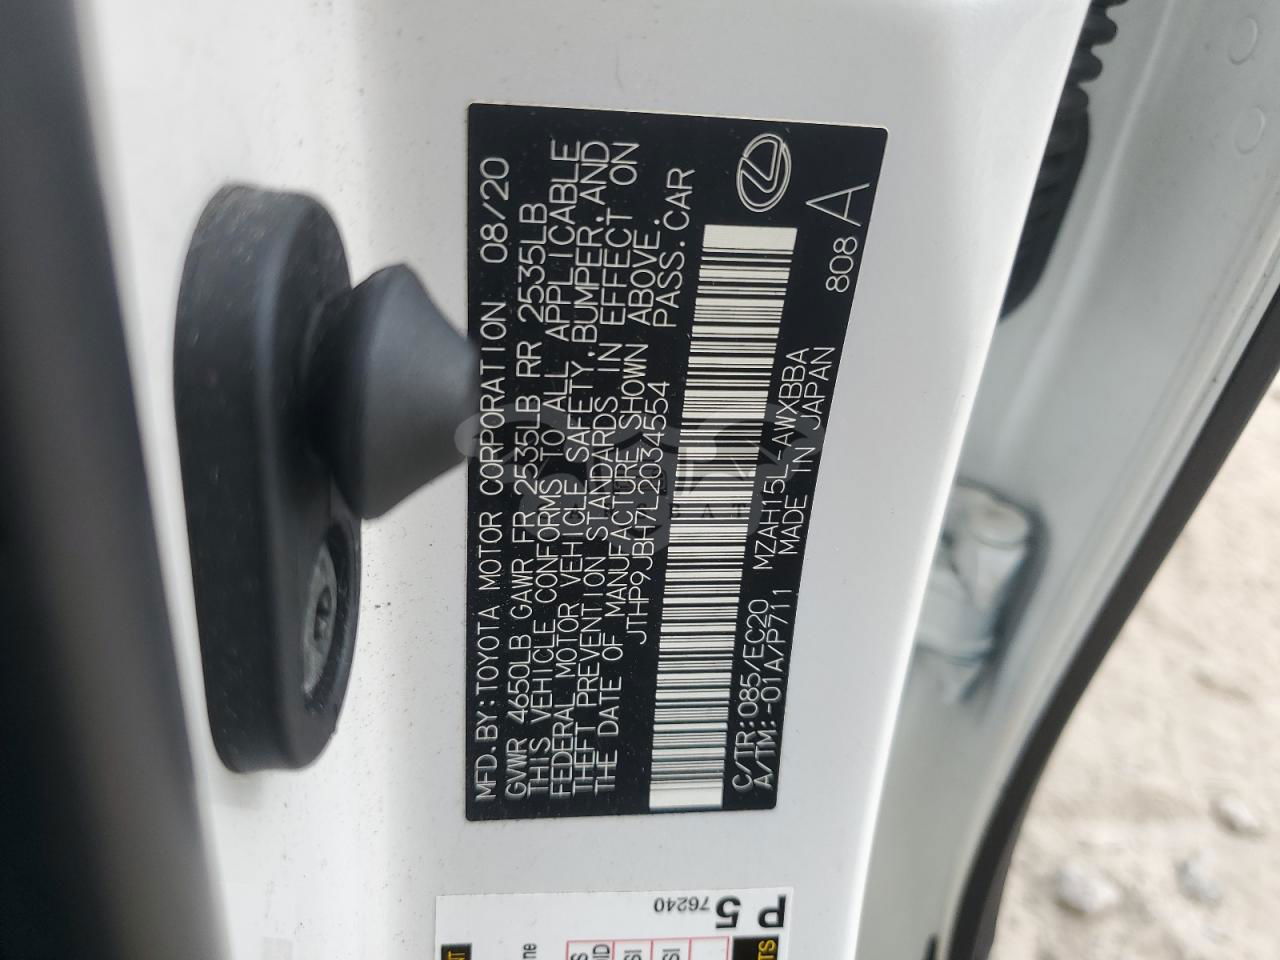 MFD.BY:TOYOTA MOTOR CORPORATION 08/20
GVWR 4650LB GAWR FR 2535LB RR 2535LB
THIS VEHICLE CONFORMS TO ALL APPLICABLE
FEDERAL MOTOR VEHICLE SAFETY,BUMPER,AND
THEFT PREVENTION STANDARDS IN EFFECT ON
THE DATE OF MANUFACTURE SHOWN ABOVE.
JTHP9JBH7L2034554 PASS.CAR
C/TR:085/EC20 MZAH15L-AWXBBA
A/TM:-01A/P711 MADE IN JAPAN
808 A
P 5
76240